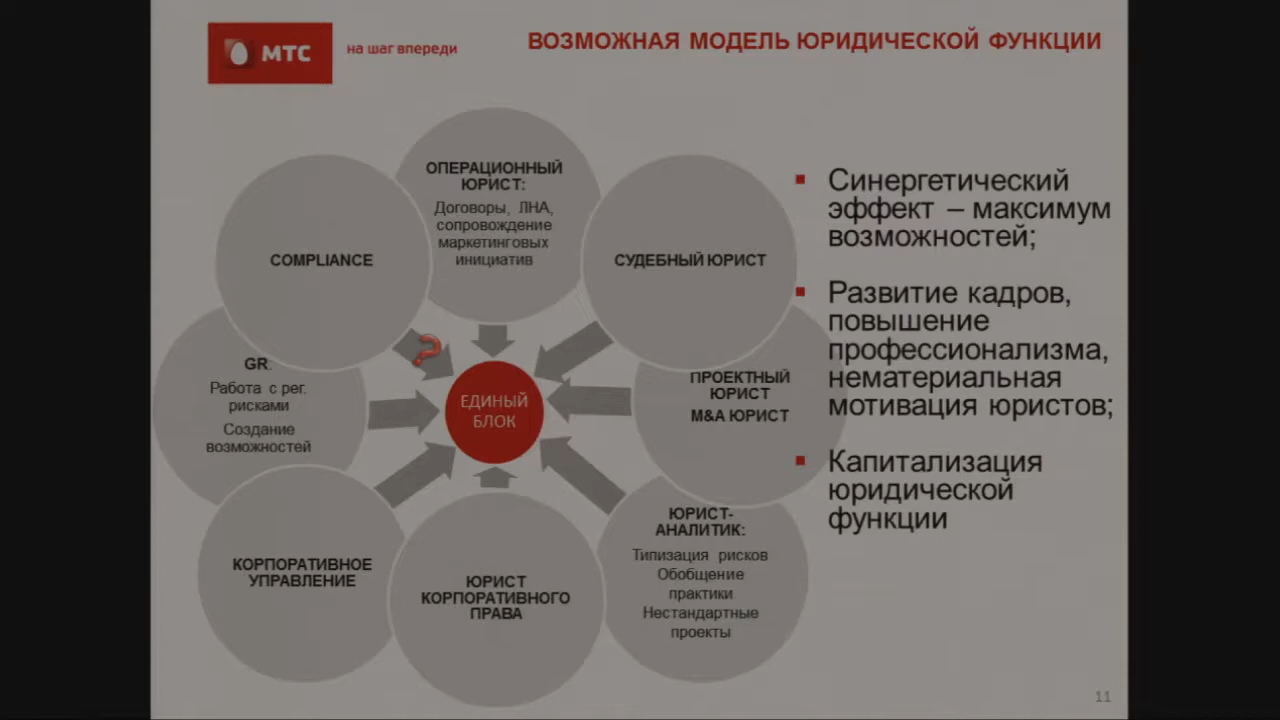 МТС
на шаг впереди
ВОЗМОЖНАЯ МОДЕЛЬ ЮРИДИЧЕСКОЙ ФУНКЦИИ
ОПЕРАЦИОННЫЙ
ЮРИСТ:
Договоры, ЛНА,
сопровождение
маркетинговых
инициатив
COMPLIANCE
СУДЕБНЫЙ ЮРИСТ
?
GR:
Работа с рег.
рисками
Создание
возможностей
ЕДИНЫЙ
БЛОК
ПРОЕКТНЫЙ
ЮРИСТ
M&A ЮРИСТ
КОРПОРАТИВНОЕ
УПРАВЛЕНИЕ
ЮРИСТ
КОРПОРАТИВНОГО
ПРАВА
ЮРИСТ-
АНАЛИТИК:
Типизация рисков
Обобщение
практики
Нестандартные
проекты
Синергетический
эффект – максимум
возможностей;
Развитие кадров,
повышение
профессионализма,
нематериальная
мотивация юристов;
Капитализация
юридической
функции
11